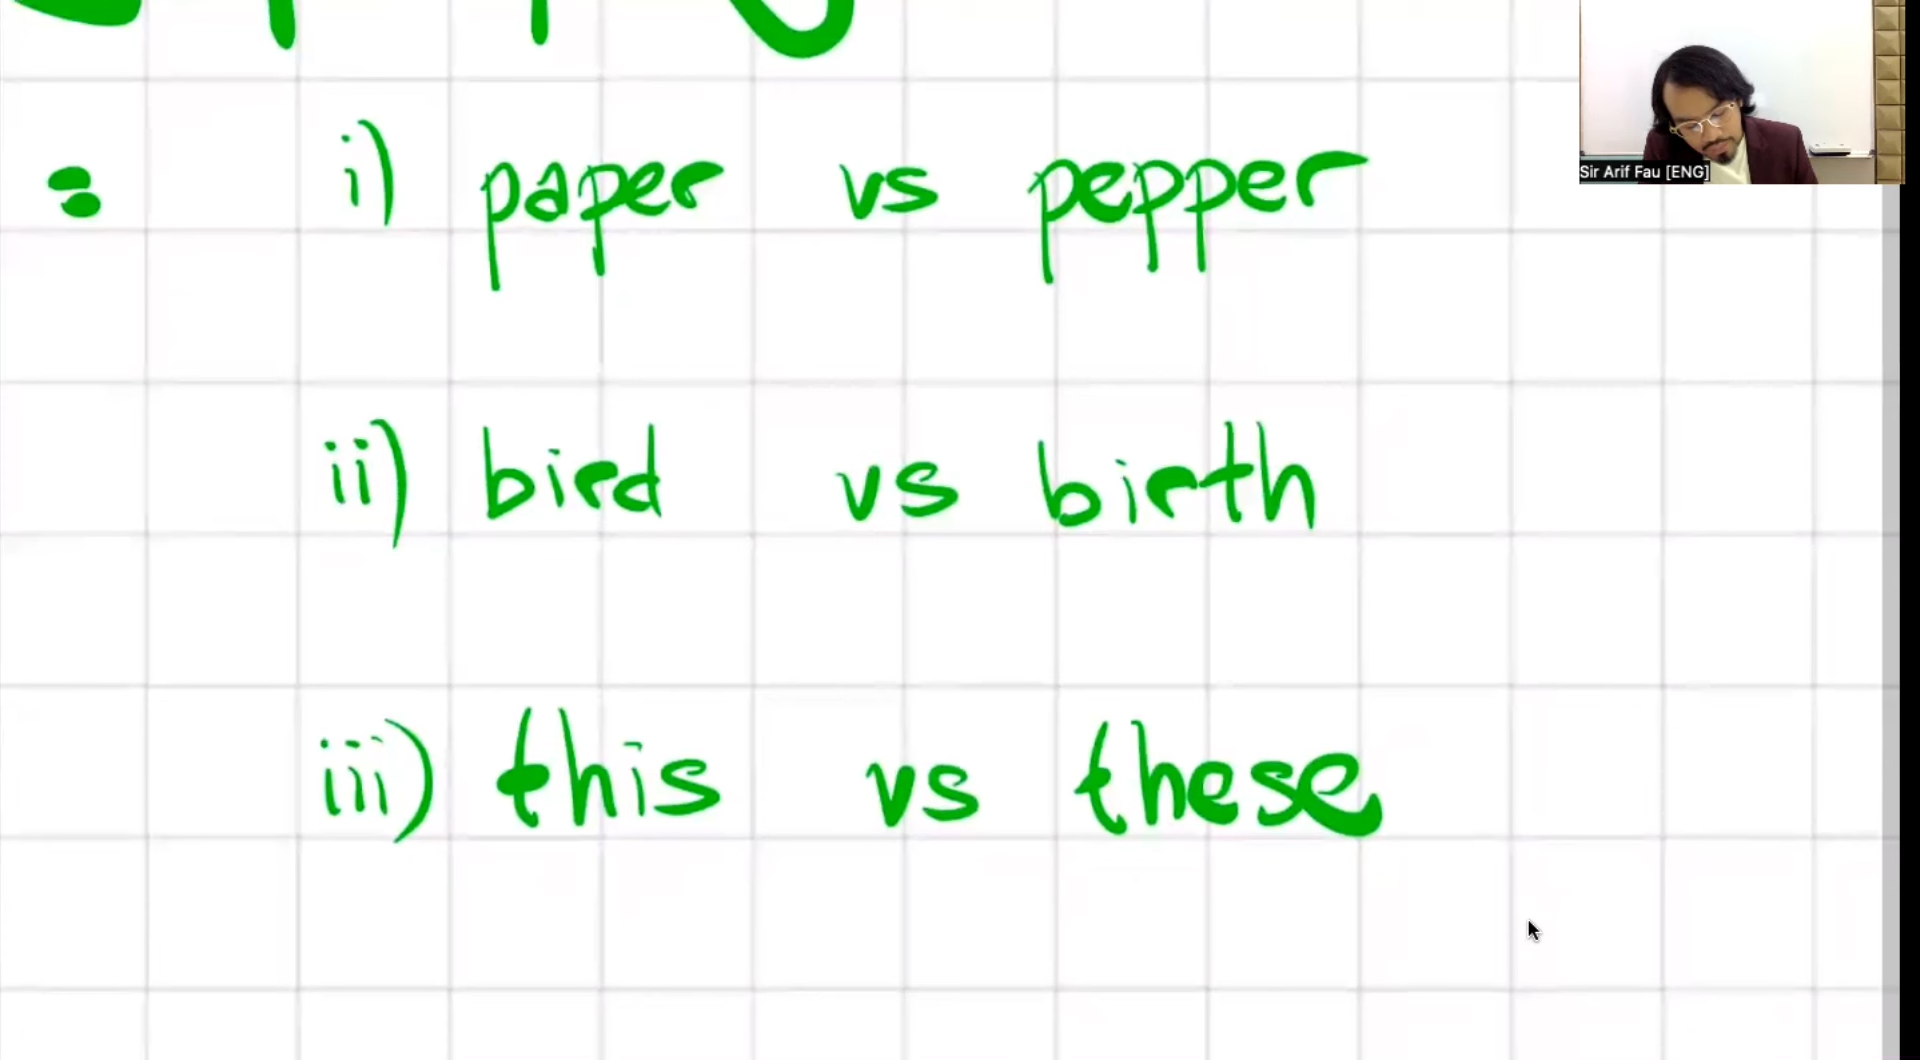 Sir Arif Fau [ENG]
i) paper vs pepper
ii) bird vs birth
iii) this vs these